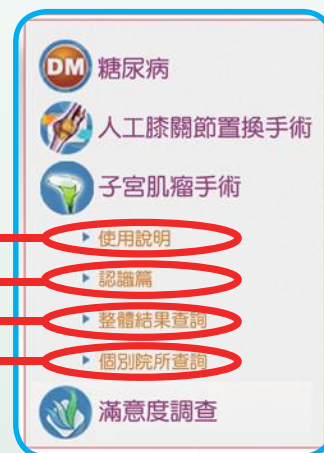 DM 糖尿病
人工膝關節置換手術
子宮肌瘤手術
使用說明
認識篇
整體結果查詢
個別院所查詢
滿意度調查